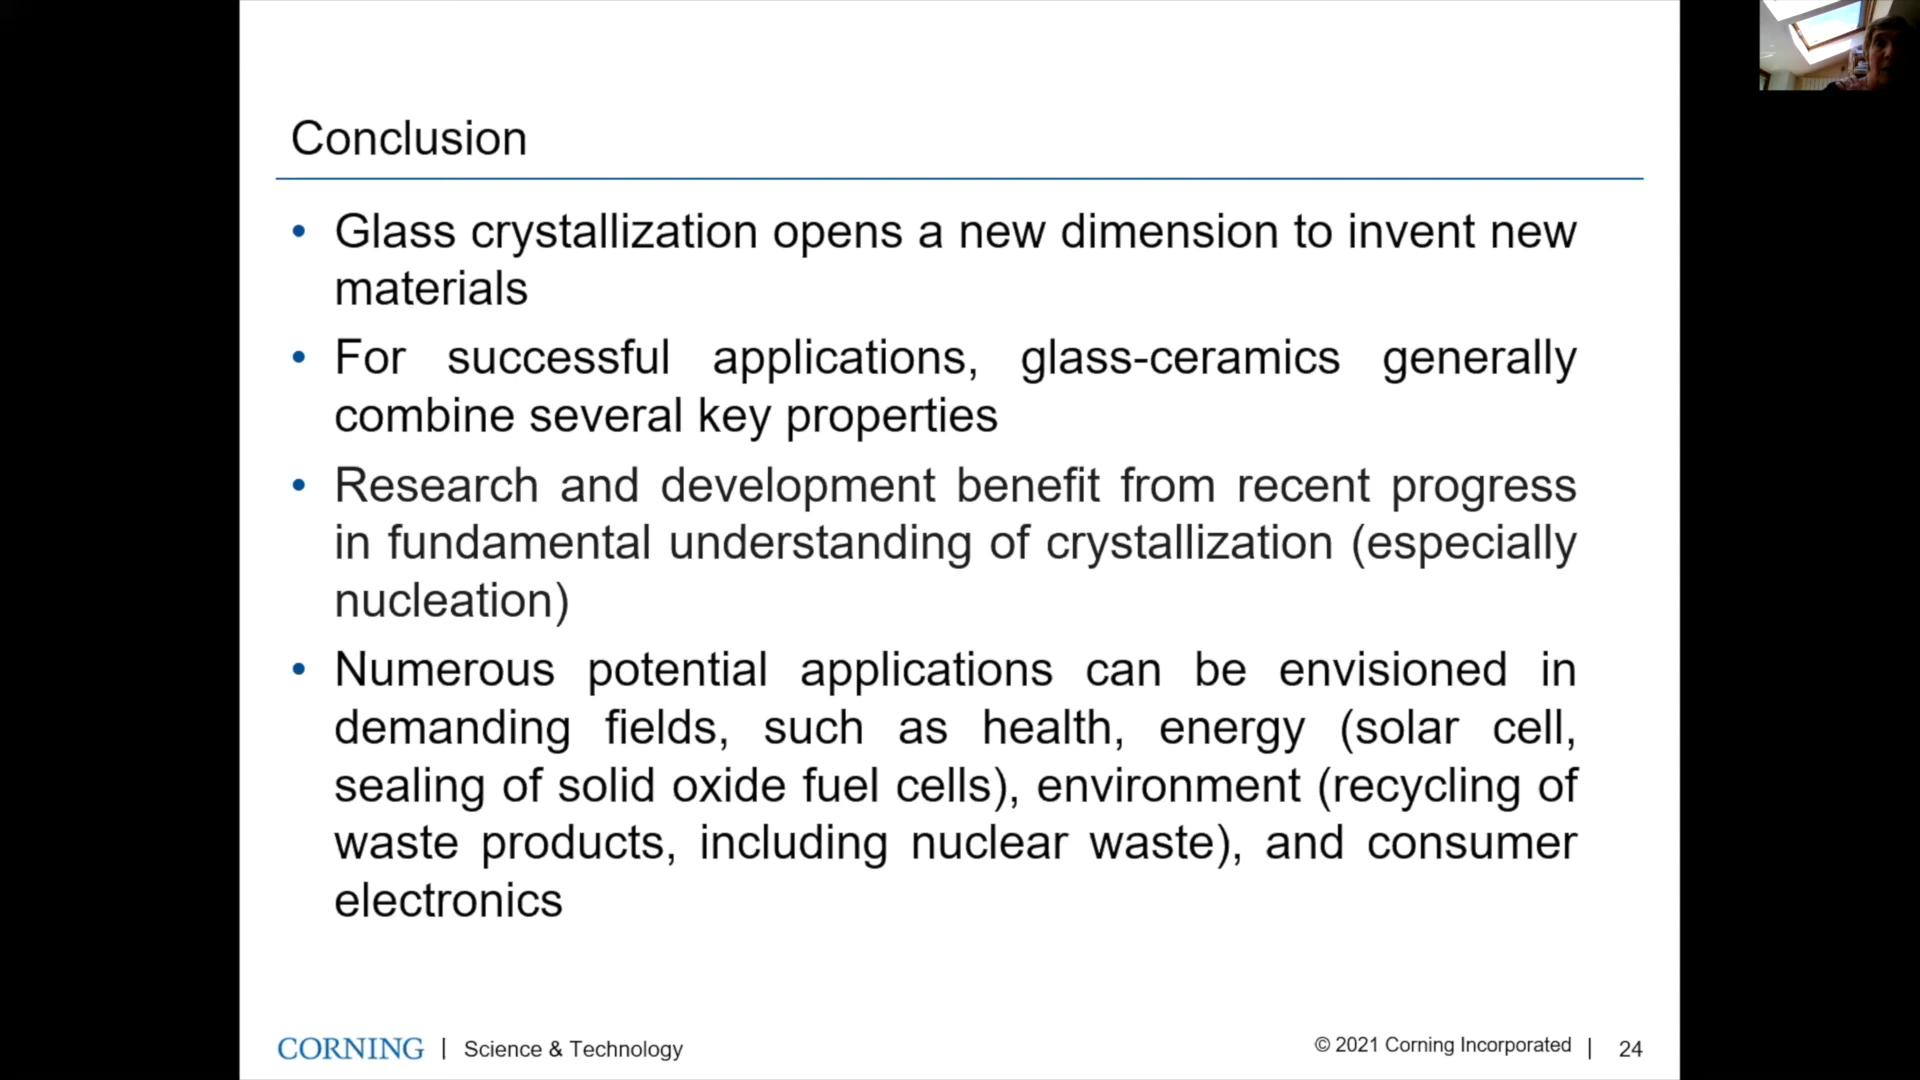 Conclusion
• Glass crystallization opens a new dimension to invent new
materials
• For successful applications, glass-ceramics generally
combine several key properties
• Research and development benefit from recent progress
in fundamental understanding of crystallization (especially
nucleation)
• Numerous potential applications can be envisioned in
demanding fields, such as health, energy (solar cell,
sealing of solid oxide fuel cells), environment (recycling of
waste products, including nuclear waste), and consumer
electronics
CORNING | Science & Technology
© 2021 Corning Incorporated | 24